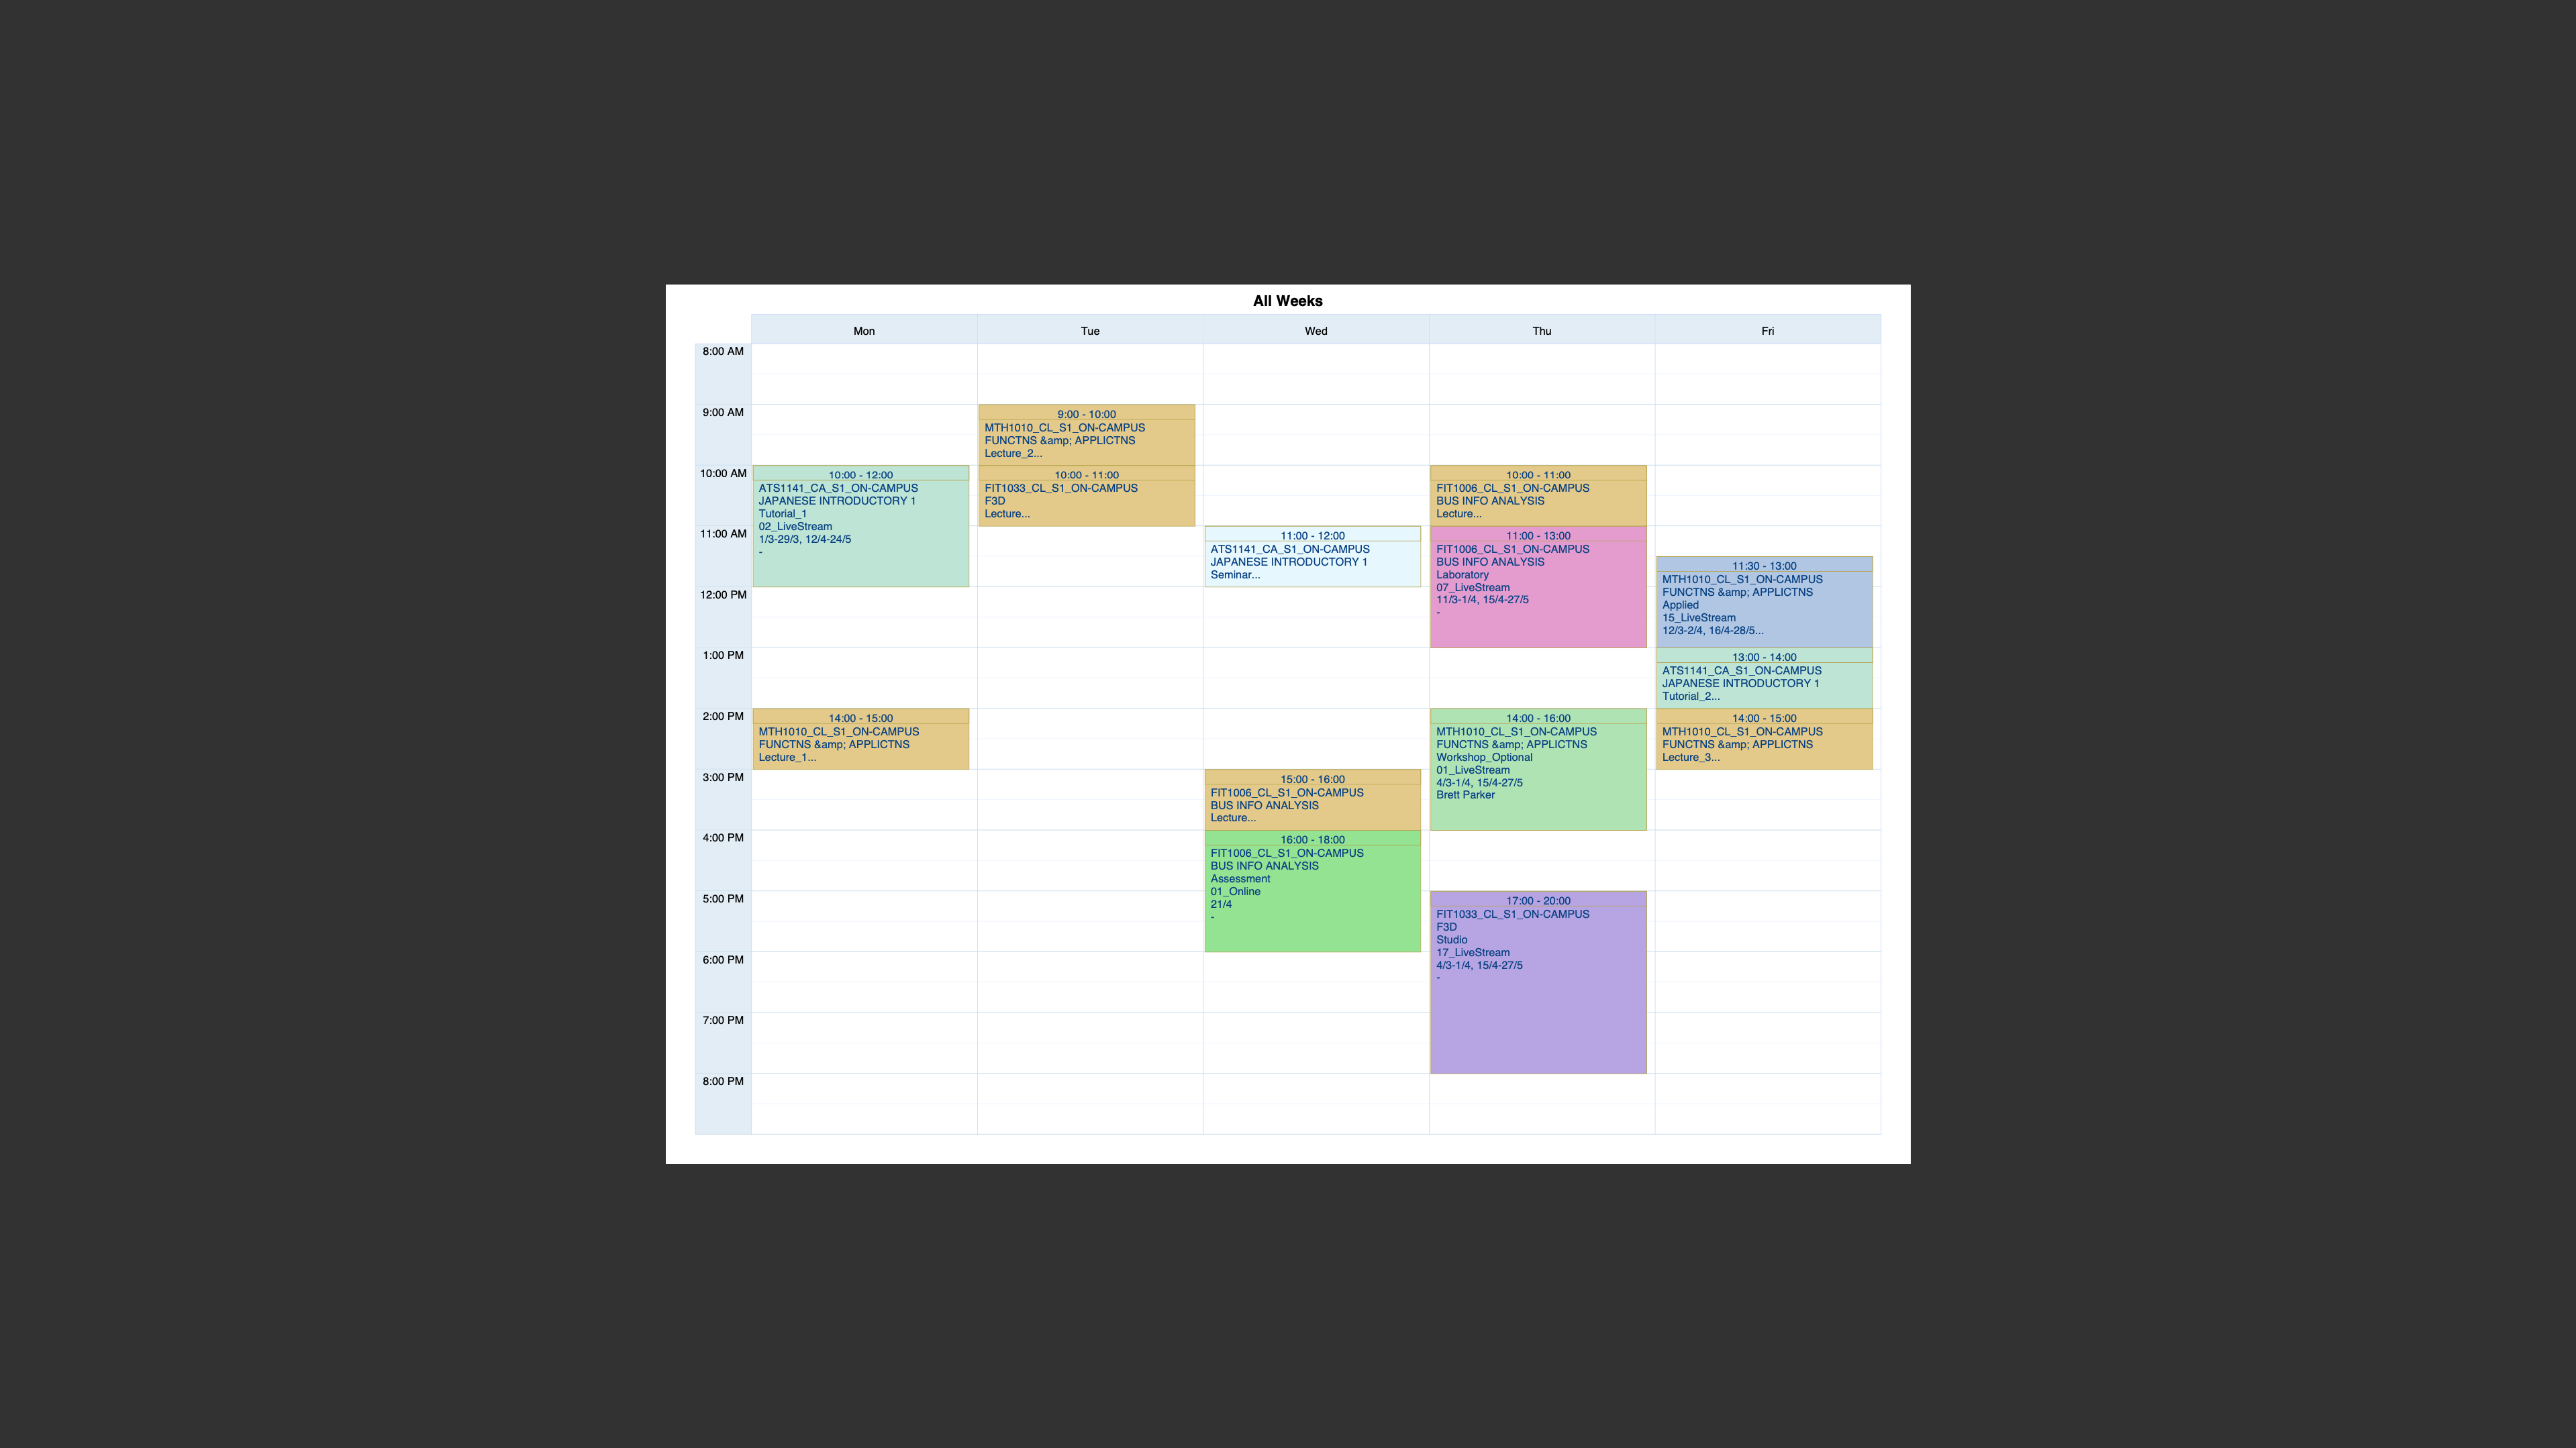 All Weeks
Mon
Tue
Wed
Thu
Fri
8:00 AM
9:00 AM
10:00 AM
11:00 AM
12:00 PM
1:00 PM
2:00 PM
3:00 PM
4:00 PM
5:00 PM
6:00 PM
7:00 PM
8:00 PM
10:00 - 12:00
ATS1141_CA_S1_ON-CAMPUS
JAPANESE INTRODUCTORY 1
Tutorial_1
02_LiveStream
1/3-29/3, 12/4-24/5
-
14:00 - 15:00
MTH1010_CL_S1_ON-CAMPUS
FUNCTNS &amp; APPLICTNS
Lecture_1...
9:00 - 10:00
MTH1010_CL_S1_ON-CAMPUS
FUNCTNS &amp; APPLICTNS
Lecture_2...
10:00 - 11:00
FIT1033_CL_S1_ON-CAMPUS
F3D
Lecture...
11:00 - 12:00
ATS1141_CA_S1_ON-CAMPUS
JAPANESE INTRODUCTORY 1
Seminar...
15:00 - 16:00
FIT1006_CL_S1_ON-CAMPUS
BUS INFO ANALYSIS
Lecture...
16:00 - 18:00
FIT1006_CL_S1_ON-CAMPUS
BUS INFO ANALYSIS
Assessment
01_Online
21/4
-
10:00 - 11:00
FIT1006_CL_S1_ON-CAMPUS
BUS INFO ANALYSIS
Lecture...
11:00 - 13:00
FIT1006_CL_S1_ON-CAMPUS
BUS INFO ANALYSIS
Laboratory
07_LiveStream
11/3-1/4, 15/4-27/5
-
14:00 - 16:00
MTH1010_CL_S1_ON-CAMPUS
FUNCTNS &amp; APPLICTNS
Workshop_Optional
01_LiveStream
4/3-1/4, 15/4-27/5
Brett Parker
17:00 - 20:00
FIT1033_CL_S1_ON-CAMPUS
F3D
Studio
17_LiveStream
4/3-1/4, 15/4-27/5
-
11:30 - 13:00
MTH1010_CL_S1_ON-CAMPUS
FUNCTNS &amp; APPLICTNS
Applied
15_LiveStream
12/3-2/4, 16/4-28/5...
13:00 - 14:00
ATS1141_CA_S1_ON-CAMPUS
JAPANESE INTRODUCTORY 1
Tutorial_2...
14:00 - 15:00
MTH1010_CL_S1_ON-CAMPUS
FUNCTNS &amp; APPLICTNS
Lecture_3...